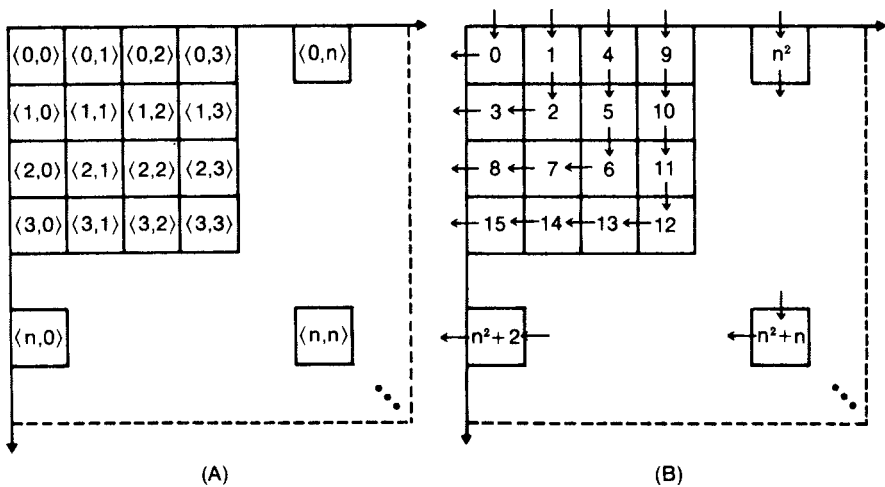 ⟨0,0⟩ ⟨0,1⟩ ⟨0,2⟩ ⟨0,3⟩ ⟨0,n⟩
⟨1,0⟩ ⟨1,1⟩ ⟨1,2⟩ ⟨1,3⟩
⟨2,0⟩ ⟨2,1⟩ ⟨2,2⟩ ⟨2,3⟩
⟨3,0⟩ ⟨3,1⟩ ⟨3,2⟩ ⟨3,3⟩
⟨n,0⟩ ⟨n,n⟩
(A)
0 1 4 9 n²
3 2 5 10
8 7 6 11
15 14 13 12
n²+2 n²+n
(B)